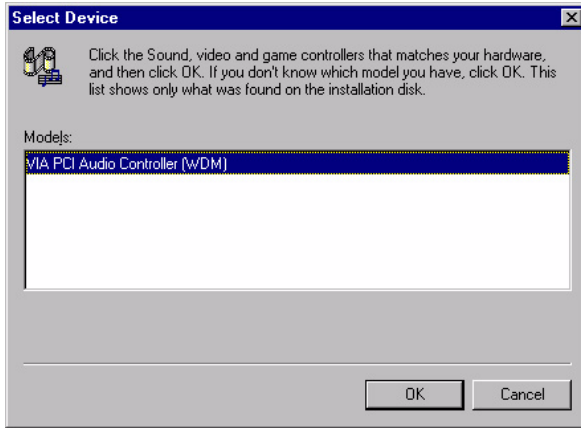 Select Device
Click the Sound, video and game controllers that matches your hardware,
and then click OK. If you don't know which model you have, click OK. This
list shows only what was found on the installation disk.
Models:
VIA PCI Audio Controller (WDM)
OK
Cancel